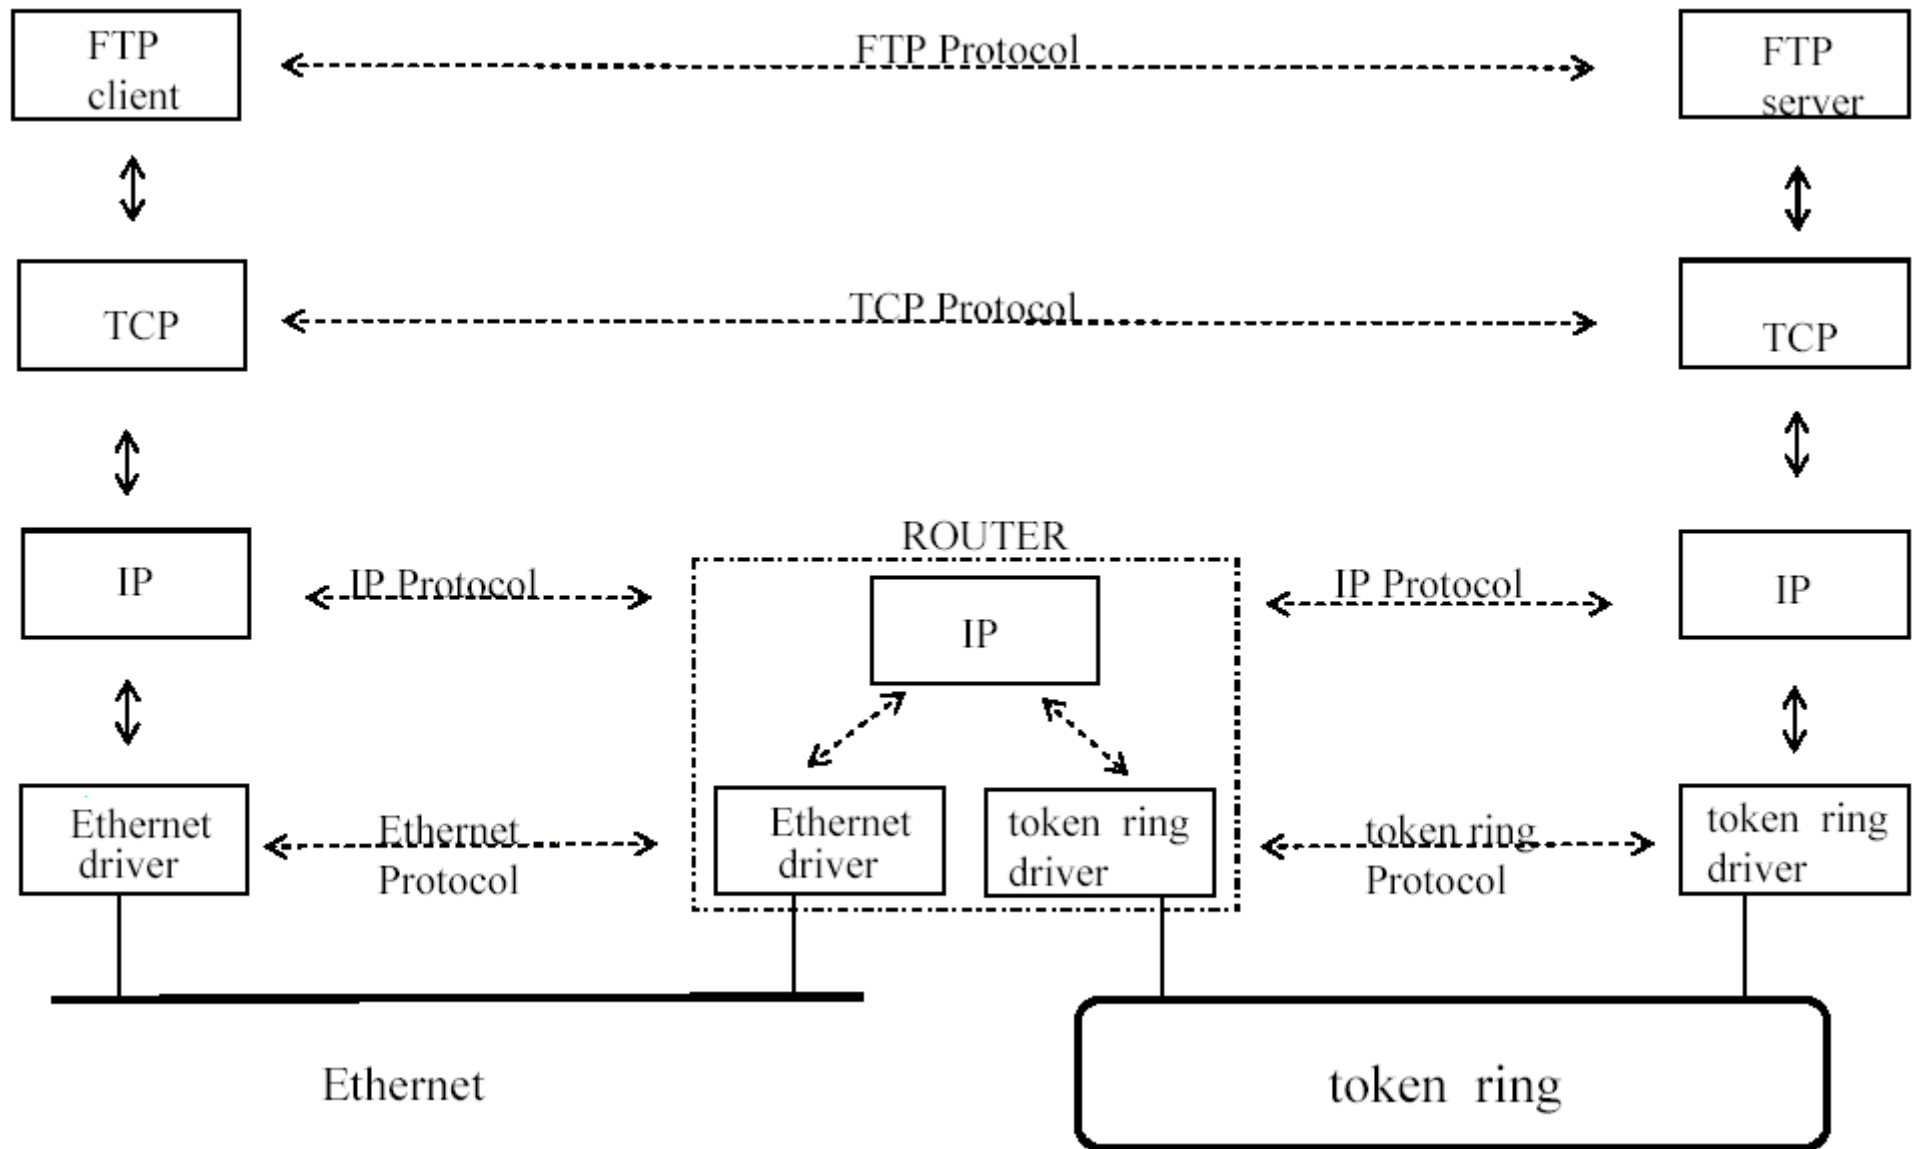 FTP
client
FTP Protocol
FTP
server
TCP
TCP Protocol
TCP
ROUTER
IP
IP Protocol
IP
IP Protocol
IP
Ethernet
driver
Ethernet
Protocol
Ethernet
driver
token ring
driver
token ring
Protocol
token ring
driver
Ethernet
token ring